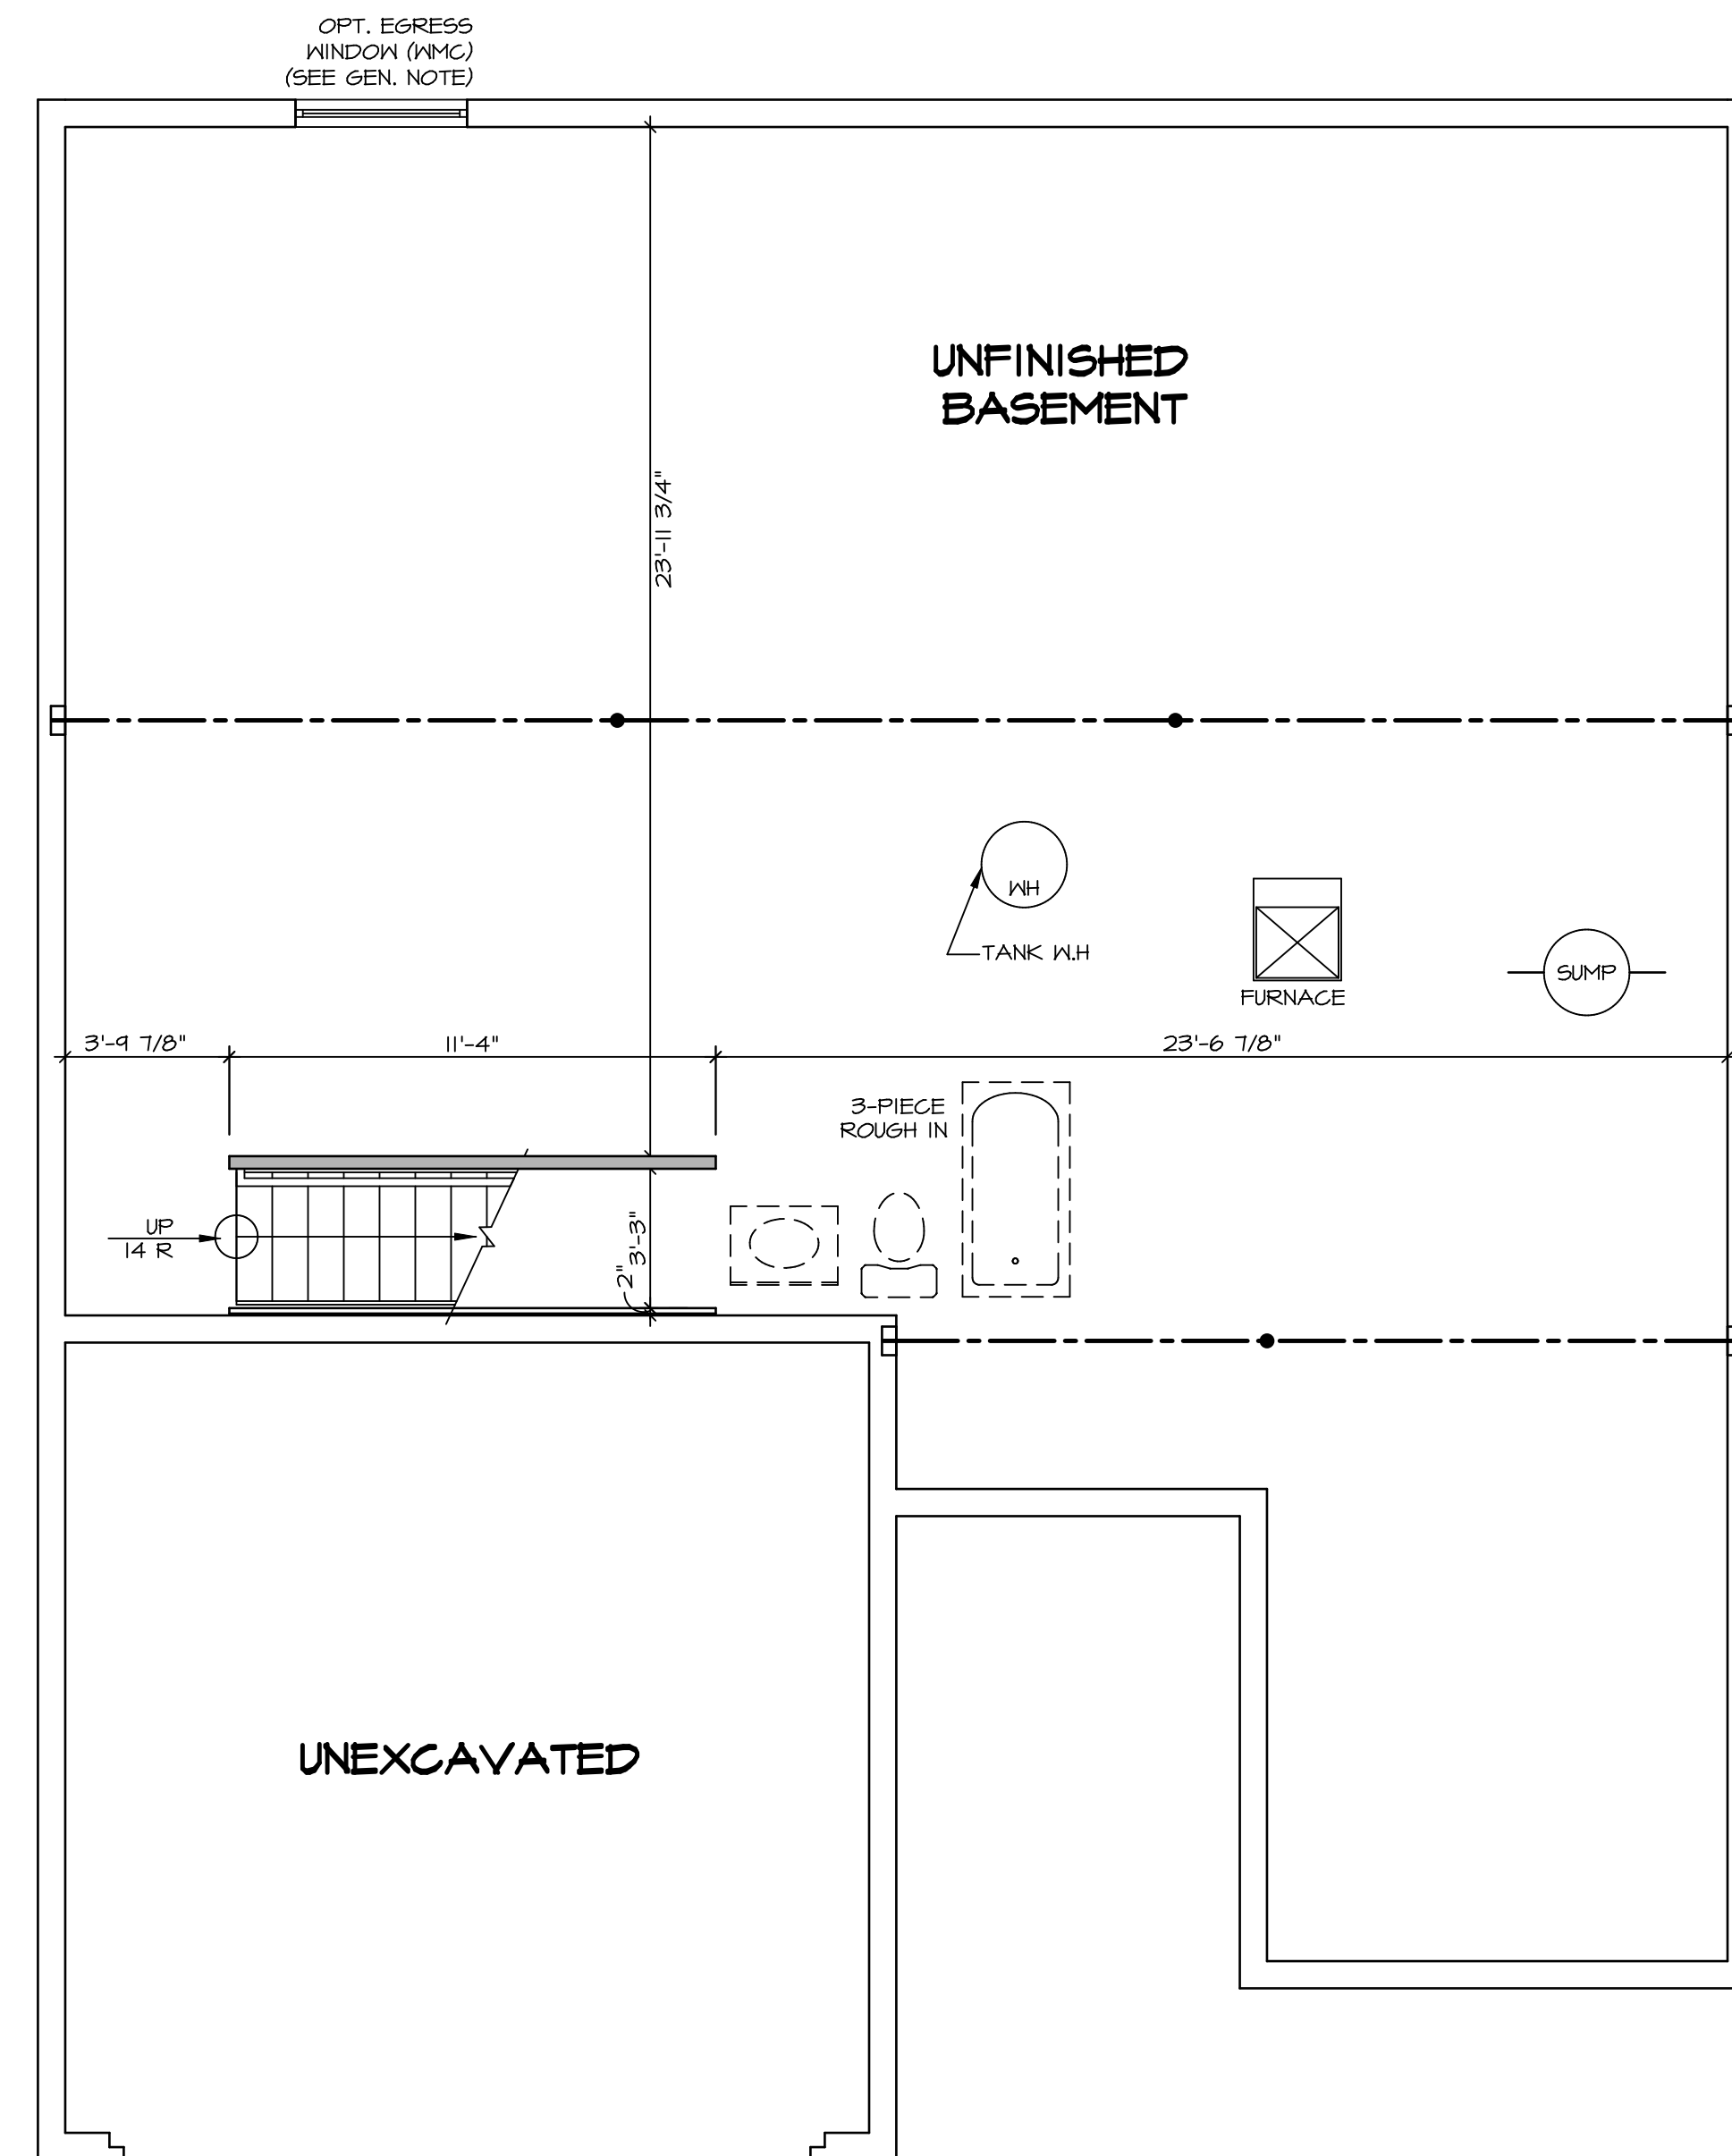 OPT. EGRESS
WINDOW (WMC)
(SEE GEN. NOTE)
UNFINISHED
BASEMENT
23'-11 3/4"
WH
TANK W.H
FURNACE
SUMP
3'-9 7/8"
11'-4"
23'-6 7/8"
3-PIECE
ROUGH IN
UP
14 R
3'-3"
2"
UNEXCAVATED